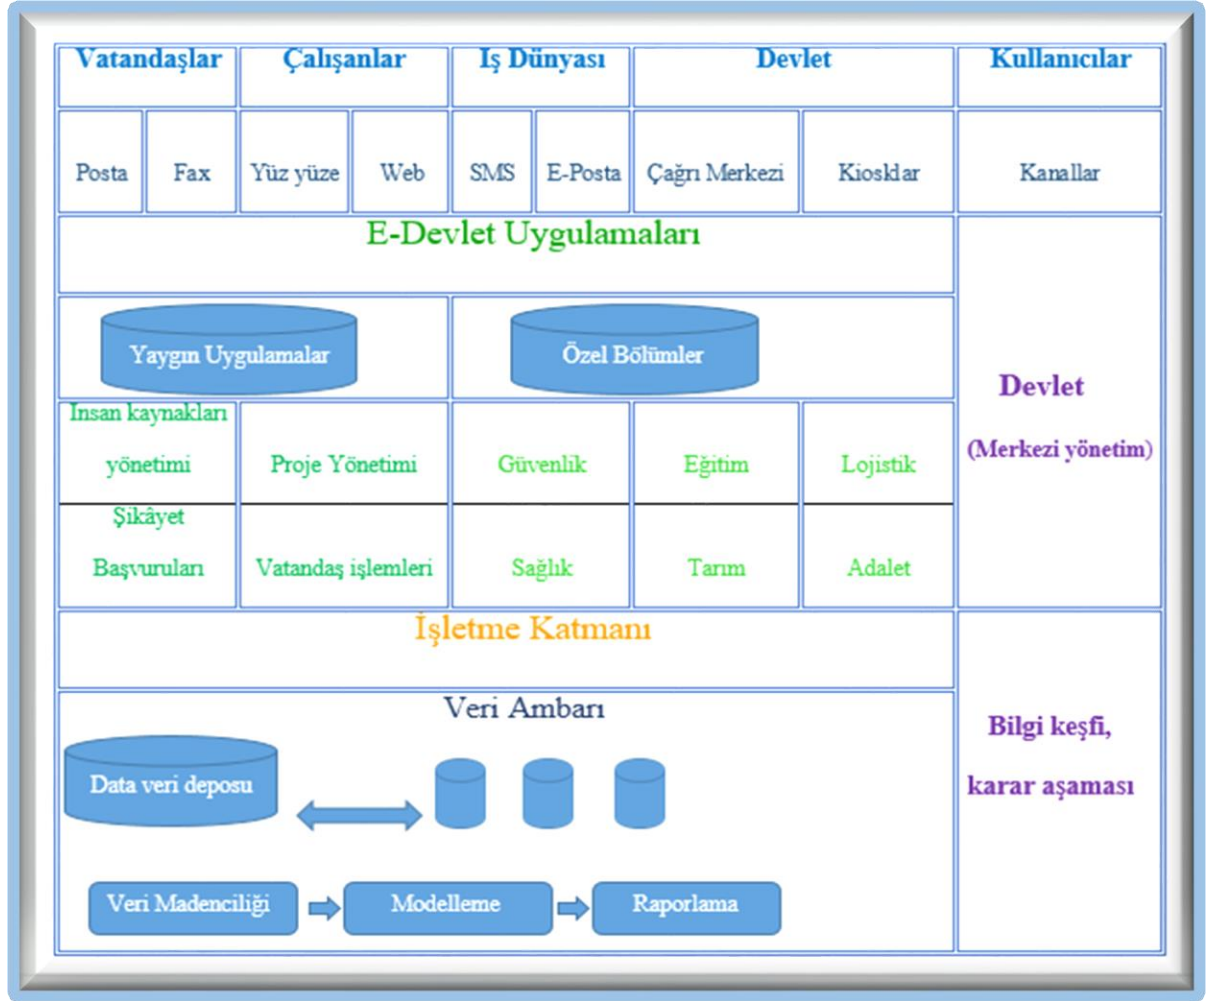 Vatandaşlar Çalışanlar İş Dünyası Devlet Kullanıcılar
Posta Fax Yüz yüze Web SMS E-Posta Çağrı Merkezi Kiosklar Kanallar
E-Devlet Uygulamaları
Yaygın Uygulamalar Özel Bölümler
Devlet
(Merkezi yönetim)
İnsan kaynakları
yönetimi Proje Yönetimi Güvenlik Eğitim Lojistik
Şikâyet
Başvuruları Vatandaş işlemleri Sağlık Tarım Adalet
İşletme Katmanı
Veri Ambarı
Bilgi keşfi,
karar aşaması
Data veri deposu
Veri Madenciliği Modelleme Raporlama